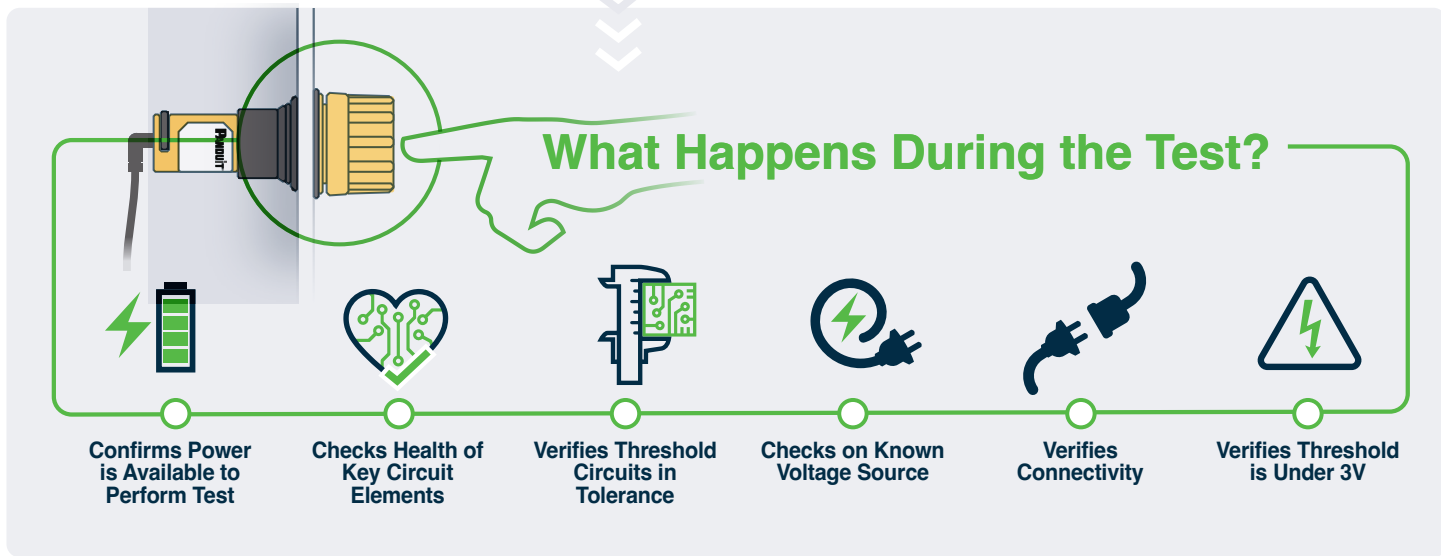 PANDUIT
What Happens During the Test?
Confirms Power
is Available to
Perform Test
Checks Health of
Key Circuit
Elements
Verifies Threshold
Circuits in
Tolerance
Checks on Known
Voltage Source
Verifies
Connectivity
Verifies Threshold
is Under 3V